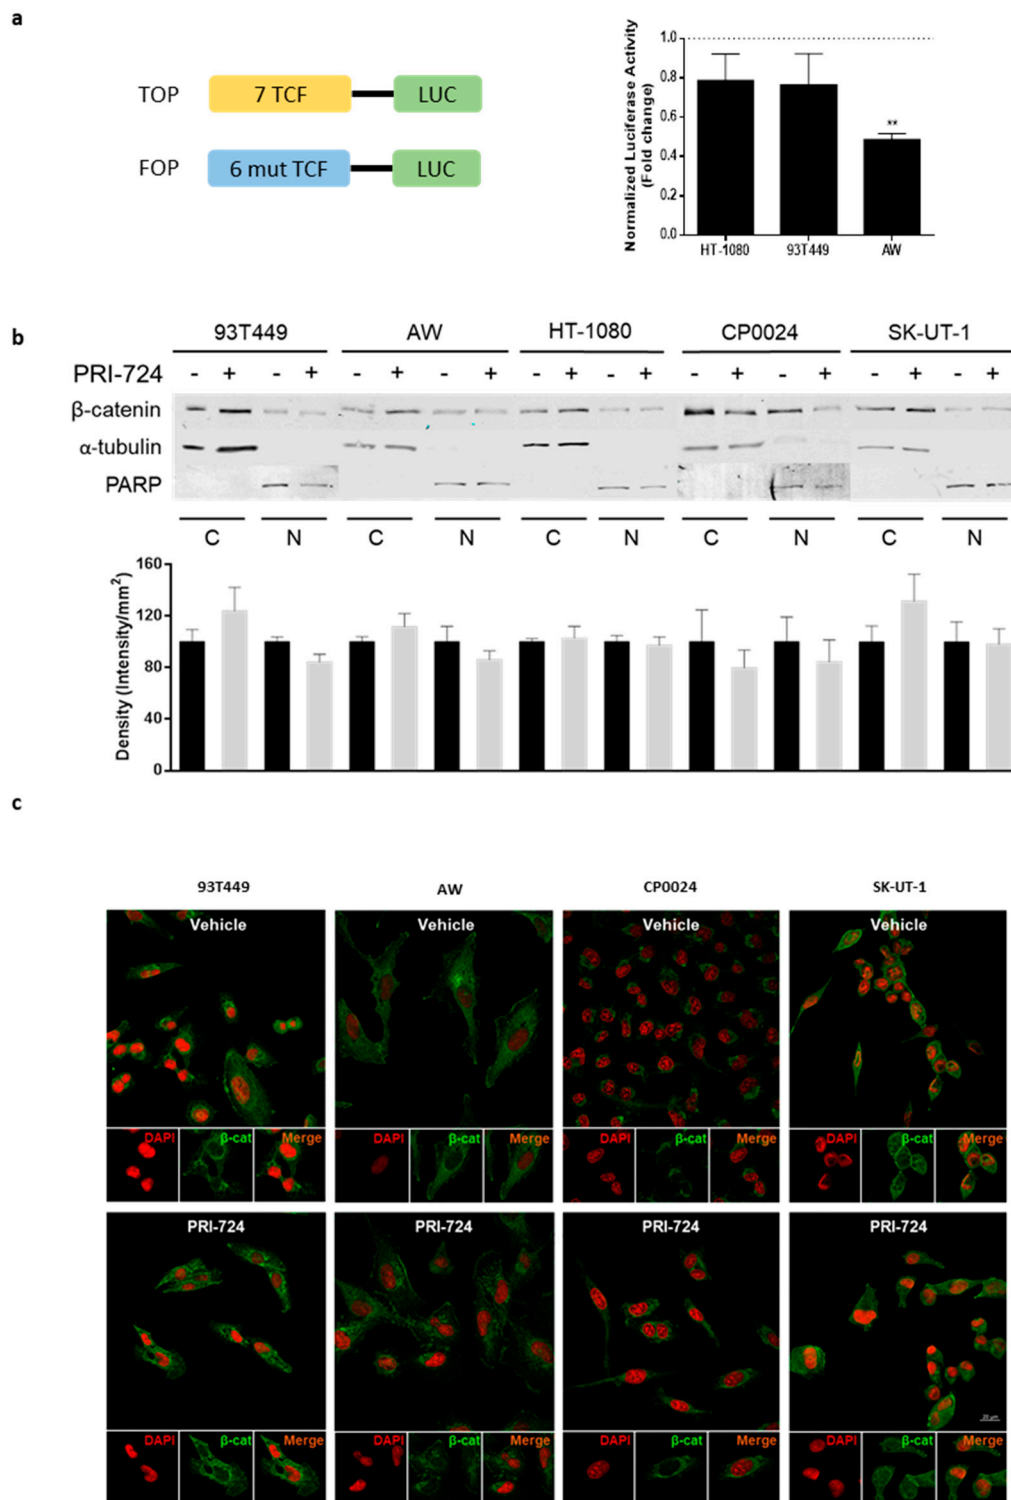 a
TOP 7 TCF LUC
FOP 6 mut TCF LUC
Normalized Luciferase Activity
(Fold change)
1.0
0.8
0.6
0.4
0.2
0.0
**
HT-1080 93T449 AW
b
93T449 AW HT-1080 CP0024 SK-UT-1
PRI-724 - + - + - + - + - + - + - + - + - + - +
β-catenin
α-tubulin
PARP
C N C N C N C N C N
Density (Intensity/mm²)
160
120
80
40
0
c
93T449 AW CP0024 SK-UT-1
Vehicle Vehicle Vehicle Vehicle
DAPI β-cat Merge DAPI β-cat Merge DAPI β-cat Merge DAPI β-cat Merge
PRI-724 PRI-724 PRI-724 PRI-724
20 µm
DAPI β-cat Merge DAPI β-cat Merge DAPI β-cat Merge DAPI β-cat Merge